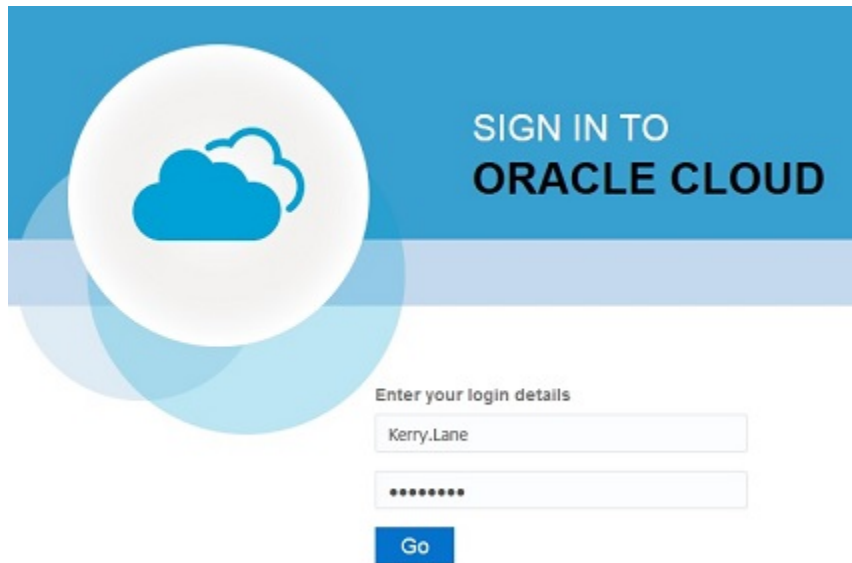 SIGN IN TO
ORACLE CLOUD
Enter your login details
Kerry.Lane
••••••••
Go